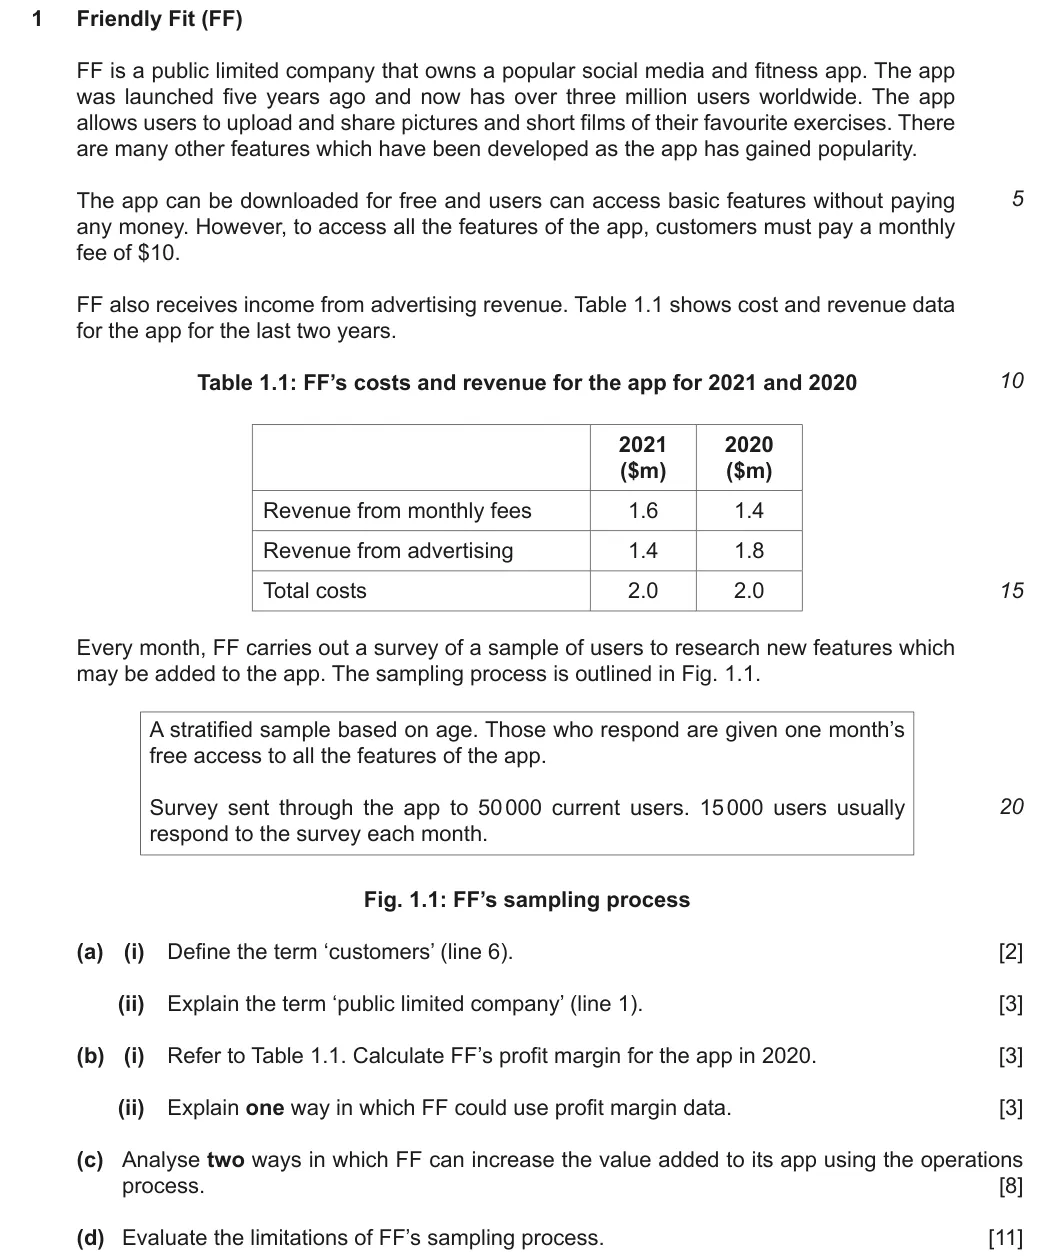 1 Friendly Fit (FF)
FF is a public limited company that owns a popular social media and fitness app. The app
was launched five years ago and now has over three million users worldwide. The app
allows users to upload and share pictures and short films of their favourite exercises. There
are many other features which have been developed as the app has gained popularity.
The app can be downloaded for free and users can access basic features without paying 5
any money. However, to access all the features of the app, customers must pay a monthly
fee of $10.
FF also receives income from advertising revenue. Table 1.1 shows cost and revenue data
for the app for the last two years.
Table 1.1: FF’s costs and revenue for the app for 2021 and 2020 10
2021 2020
($m) ($m)
Revenue from monthly fees 1.6 1.4
Revenue from advertising 1.4 1.8
Total costs 2.0 2.0 15
Every month, FF carries out a survey of a sample of users to research new features which
may be added to the app. The sampling process is outlined in Fig. 1.1.
A stratified sample based on age. Those who respond are given one month’s
free access to all the features of the app.
Survey sent through the app to 50 000 current users. 15 000 users usually 20
respond to the survey each month.
Fig. 1.1: FF’s sampling process
(a) (i) Define the term ‘customers’ (line 6). [2]
(ii) Explain the term ‘public limited company’ (line 1). [3]
(b) (i) Refer to Table 1.1. Calculate FF’s profit margin for the app in 2020. [3]
(ii) Explain one way in which FF could use profit margin data. [3]
(c) Analyse two ways in which FF can increase the value added to its app using the operations
process. [8]
(d) Evaluate the limitations of FF’s sampling process. [11]